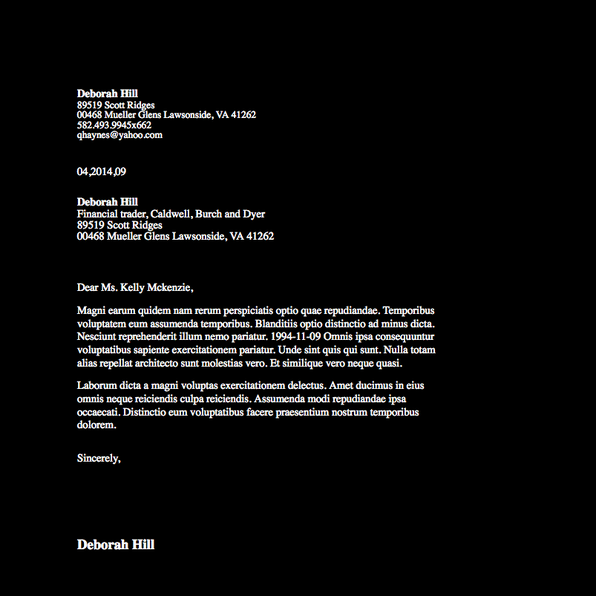 Deborah Hill
89519 Scott Ridges
00468 Mueller Glens Lawsonside, VA 41262
582.493.9945x662
qhaynes@yahoo.com
04,2014,09
Deborah Hill
Financial trader, Caldwell, Burch and Dyer
89519 Scott Ridges
00468 Mueller Glens Lawsonside, VA 41262
Dear Ms. Kelly Mckenzie,
Magni earum quidem nam rerum perspiciatis optio quae repudiandae. Temporibus
voluptatem eum assumenda temporibus. Blanditiis optio distinctio ad minus dicta.
Nesciunt reprehenderit illum nemo pariatur. 1994-11-09 Omnis ipsa consequuntur
voluptatibus sapiente exercitationem pariatur. Unde sint quis qui sunt. Nulla totam
alias repellat architecto sunt molestias vero. Et similique vero neque quasi.
Laborum dicta a magni voluptas exercitationem delectus. Amet ducimus in eius
omnis neque reiciendis culpa reiciendis. Assumenda modi repudiandae ipsa
occaecati. Distinctio eum voluptatibus facere praesentium nostrum temporibus
dolorem.
Sincerely,
Deborah Hill